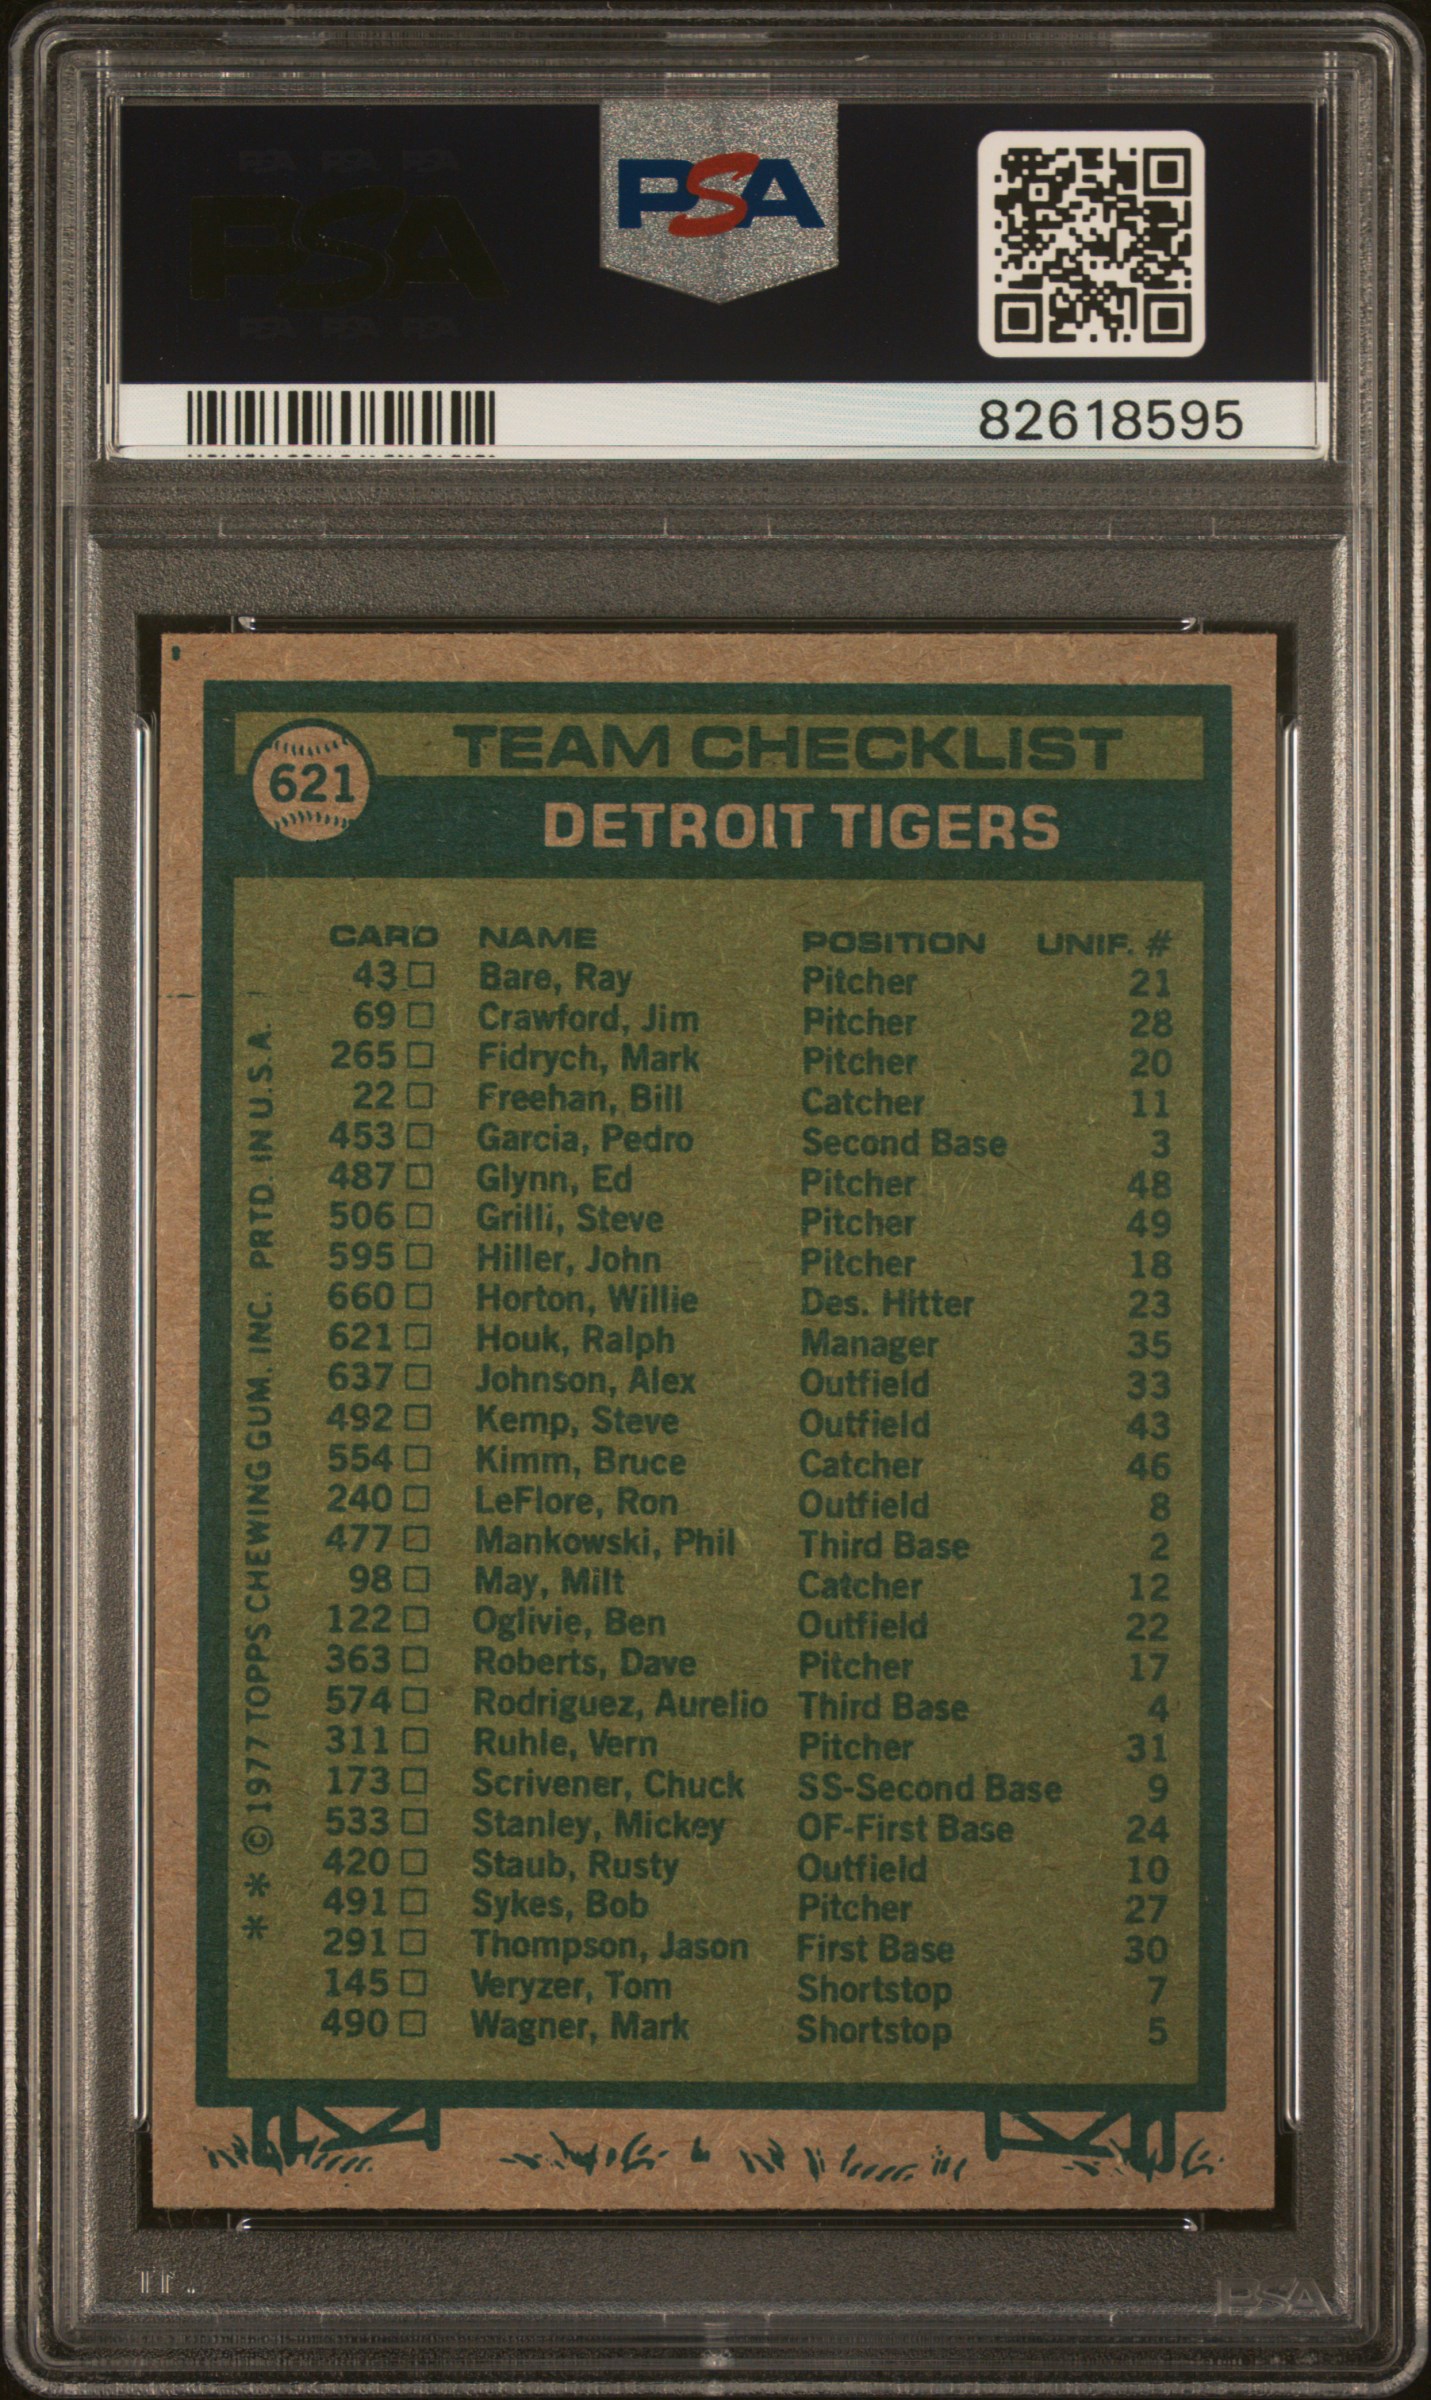 PSA PSA PSA
PSA
PSA PSA PSA
PSA
82618595
621
TEAM CHECKLIST
DETROIT TIGERS
CARD NAME POSITION UNIF. #
43 Bare, Ray Pitcher 21
69 Crawford, Jim Pitcher 28
265 Fidrych, Mark Pitcher 20
22 Freehan, Bill Catcher 11
453 Garcia, Pedro Second Base 3
487 Glynn, Ed Pitcher 48
506 Grilli, Steve Pitcher 49
595 Hiller, John Pitcher 18
660 Horton, Willie Des. Hitter 23
621 Houk, Ralph Manager 35
637 Johnson, Alex Outfield 33
492 Kemp, Steve Outfield 43
554 Kimm, Bruce Catcher 46
240 LeFlore, Ron Outfield 8
477 Mankowski, Phil Third Base 2
98 May, Milt Catcher 12
122 Oglivie, Ben Outfield 22
363 Roberts, Dave Pitcher 17
574 Rodriguez, Aurelio Third Base 4
311 Ruhle, Vern Pitcher 31
173 Scrivener, Chuck SS-Second Base 9
533 Stanley, Mickey OF-First Base 24
420 Staub, Rusty Outfield 10
491 Sykes, Bob Pitcher 27
291 Thompson, Jason First Base 30
145 Veryzer, Tom Shortstop 7
490 Wagner, Mark Shortstop 5
* * © 1977 TOPPS CHEWING GUM, INC. PRTD. IN U.S.A.
PSA